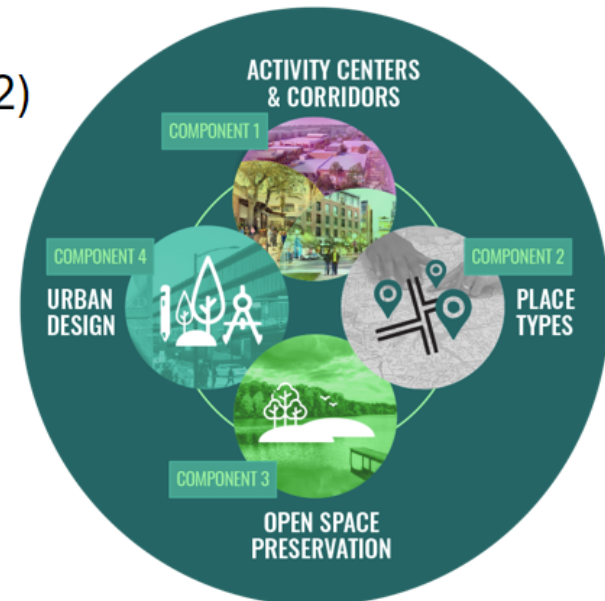 2)
ACTIVITY CENTERS
& CORRIDORS
COMPONENT 1
COMPONENT 4
URBAN
DESIGN
COMPONENT 2
PLACE
TYPES
COMPONENT 3
OPEN SPACE
PRESERVATION